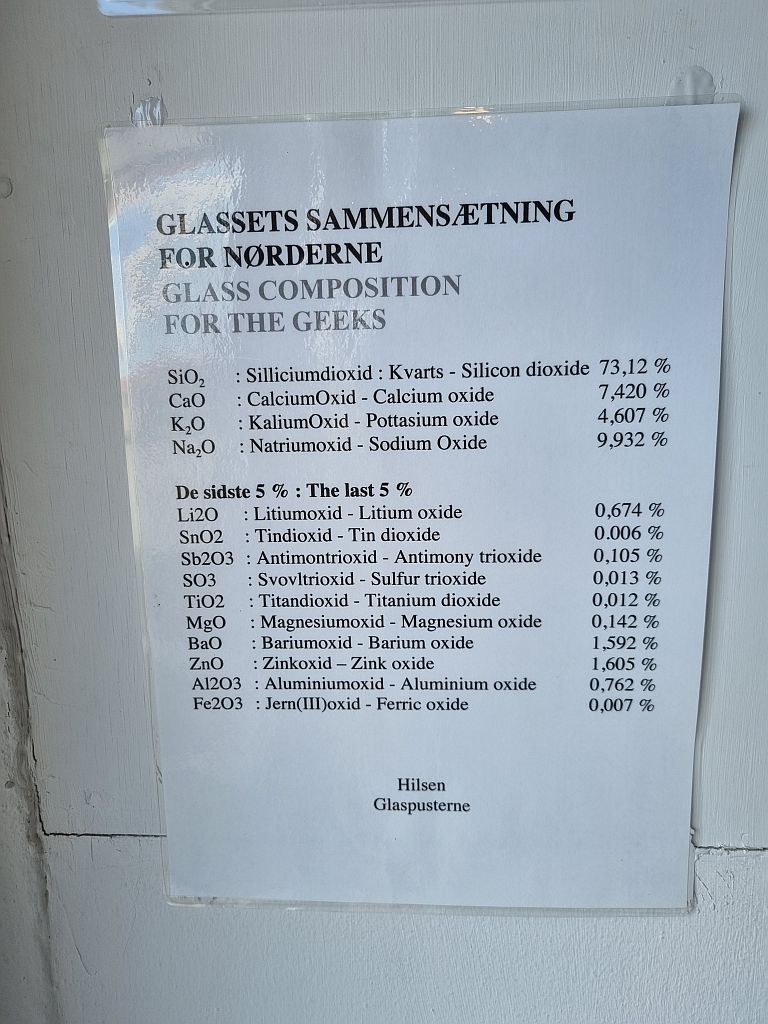 GLASSETS SAMMENSÆTNING
FOR NØRDERNE
GLASS COMPOSITION
FOR THE GEEKS
SiO₂ : Silliciumdioxid : Kvarts - Silicon dioxide 73,12 %
CaO : CalciumOxid - Calcium oxide 7,420 %
K₂O : KaliumOxid - Pottasium oxide 4,607 %
Na₂O : Natriumoxid - Sodium Oxide 9,932 %
De sidste 5 % : The last 5 %
Li2O : Litiumoxid - Litium oxide 0,674 %
SnO2 : Tindioxid - Tin dioxide 0.006 %
Sb2O3 : Antimontrioxid - Antimony trioxide 0,105 %
SO3 : Svovltrioxid - Sulfur trioxide 0,013 %
TiO2 : Titandioxid - Titanium dioxide 0,012 %
MgO : Magnesiumoxid - Magnesium oxide 0,142 %
BaO : Bariumoxid - Barium oxide 1,592 %
ZnO : Zinkoxid – Zink oxide 1,605 %
Al2O3 : Aluminiumoxid - Aluminium oxide 0,762 %
Fe2O3 : Jern(III)oxid - Ferric oxide 0,007 %
Hilsen
Glaspusterne